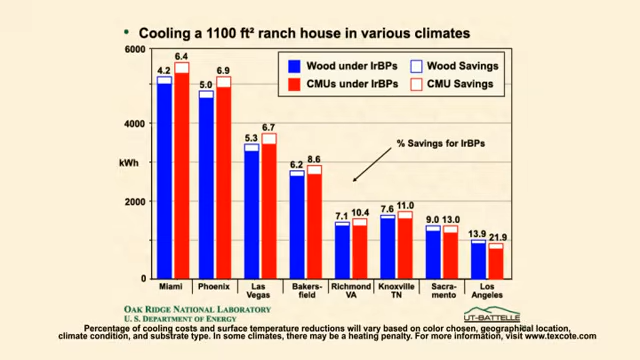 • Cooling a 1100 ft² ranch house in various climates
6000
4000
kWh
2000
0
Wood under IrBPs
Wood Savings
CMUs under IrBPs
CMU Savings
% Savings for IrBPs
4.2 6.4
5.0 6.9
5.3 6.7
6.2 8.6
7.1 10.4
7.6 11.0
9.0 13.0
13.9 21.9
Miami
Phoenix
Las
Vegas
Bakers-
field
Richmond
VA
Knoxville
TN
Sacra-
mento
Los
Angeles
OAK RIDGE NATIONAL LABORATORY
U. S. DEPARTMENT OF ENERGY
UT-BATTELLE
Percentage of cooling costs and surface temperature reductions will vary based on color chosen, geographical location,
climate condition, and substrate type. In some climates, there may be a heating penalty. For more information, visit www.texcote.com